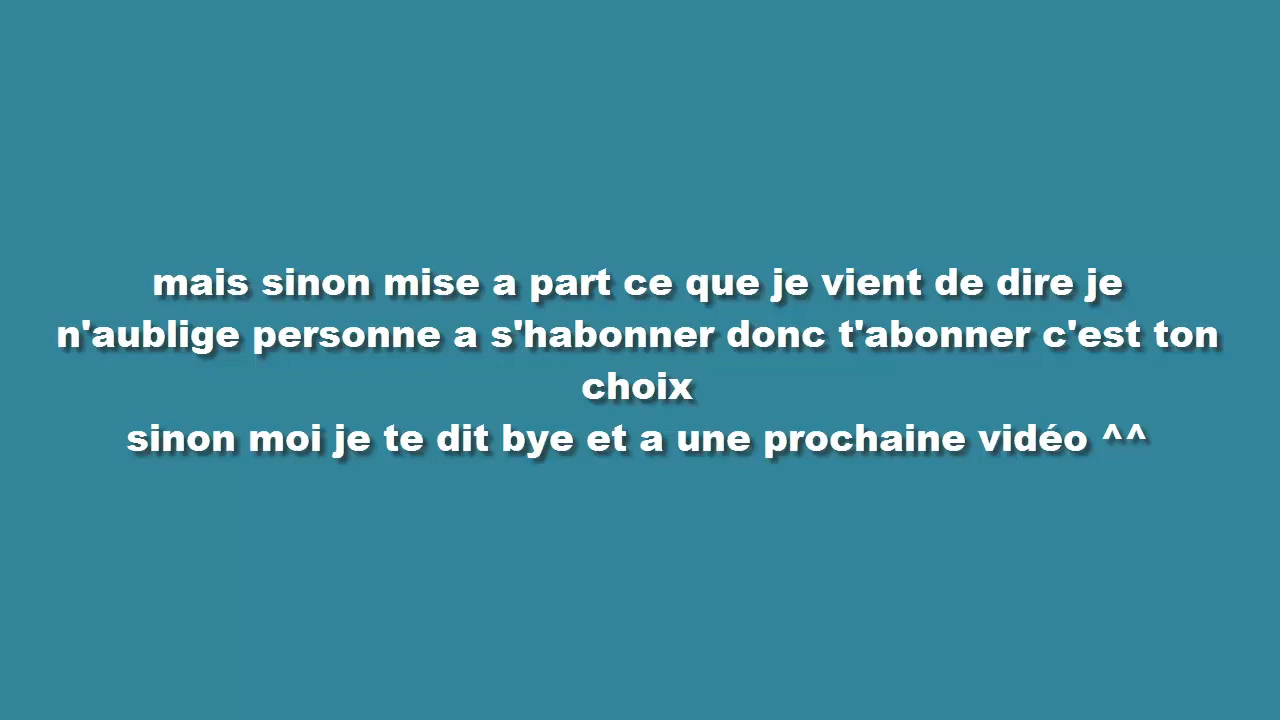 mais sinon mise a part ce que je vient de dire je
n'aublige personne a s'habonner donc t'abonner c'est ton
choix
sinon moi je te dit bye et a une prochaine vidéo ^^